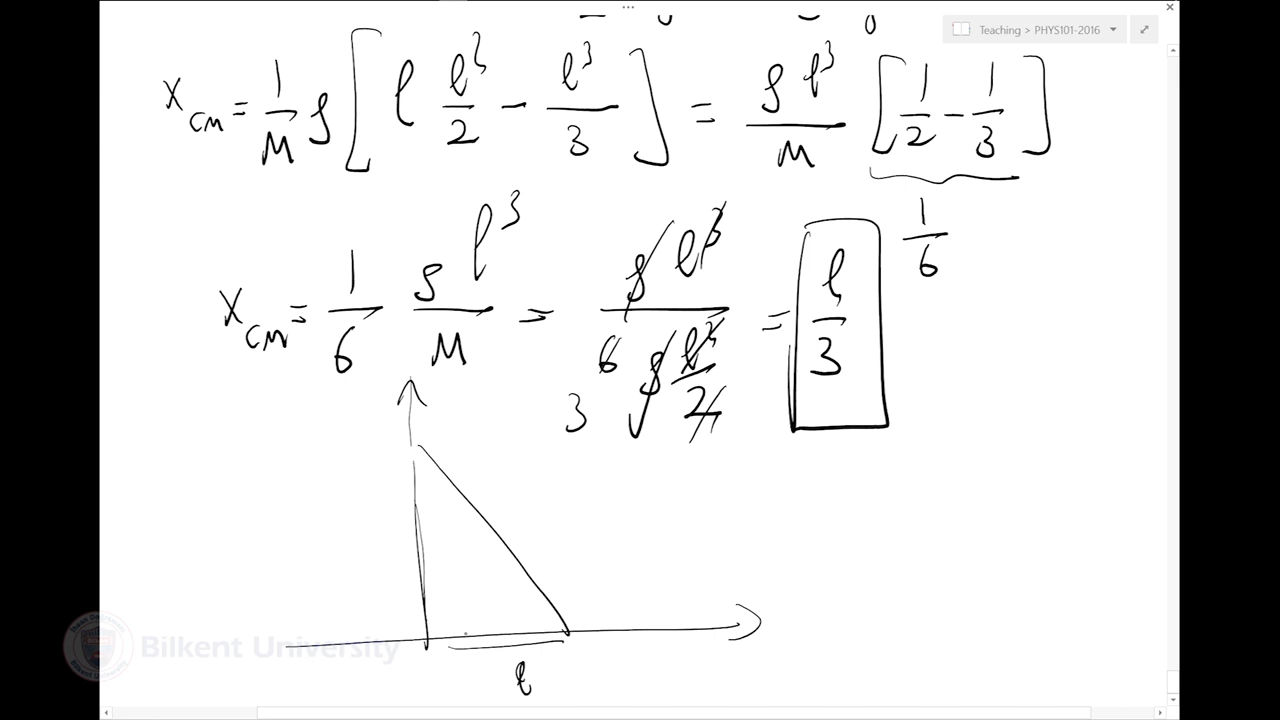 Teaching > PHYS101-2016
x_CM = 1/M ρ [ l l²/2 - l³/3 ] = ρ l³/M [ 1/2 - 1/3 ]
1/6
x_CM = 1/6 ρ l³/M = ρ l³/(6 ρ l²/2) = l/3
3
l
Bilkent University